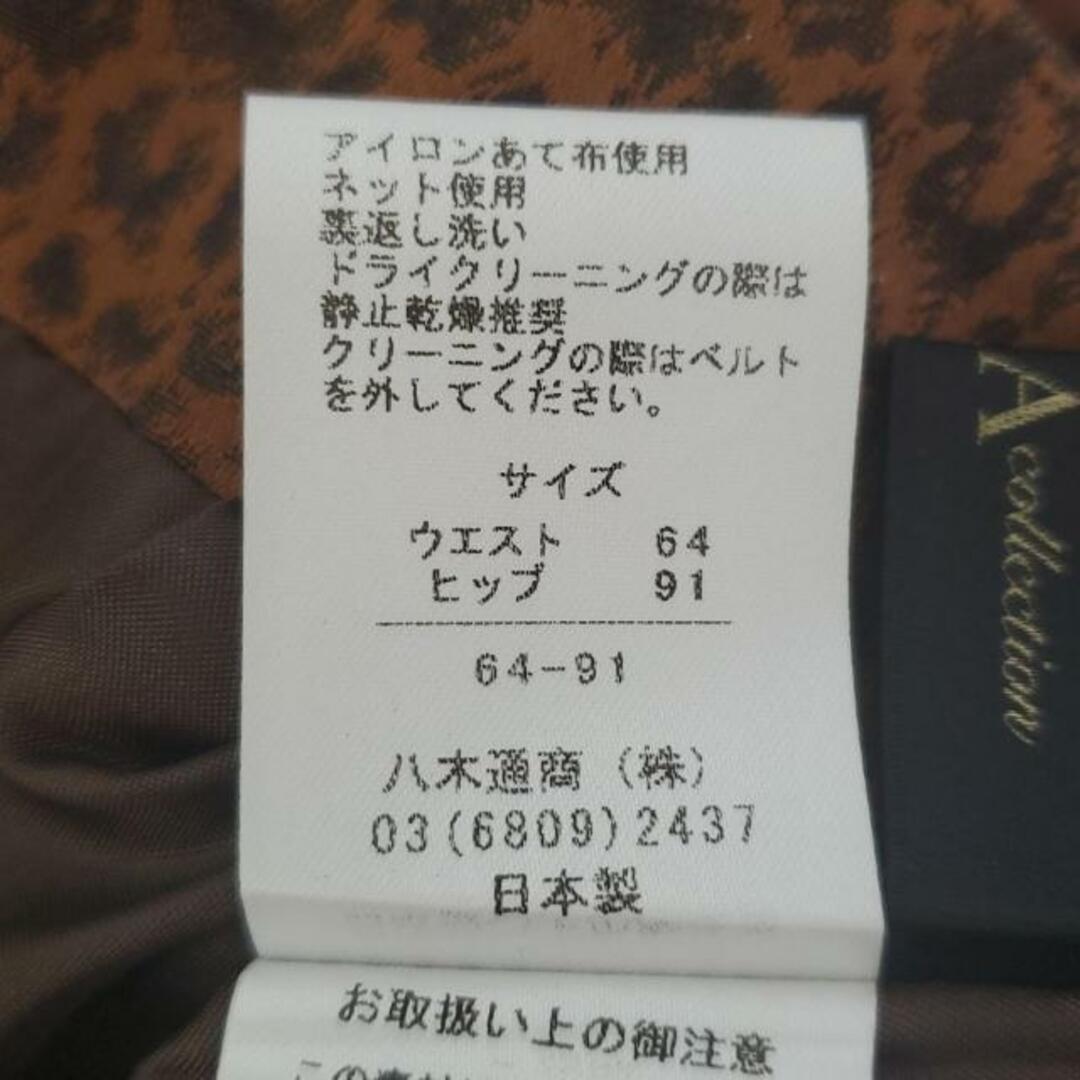 アイロンあて布使用
ネット使用
裏返し洗い
ドライクリーニングの際は
静止乾燥推奨
クリーニングの際はベルト
を外してください。
サイズ
ウエスト 64
ヒップ 91
64-91
八木通商（株）
03(6809)2437
日本製
お取扱い上の御注意
この素材
A collection